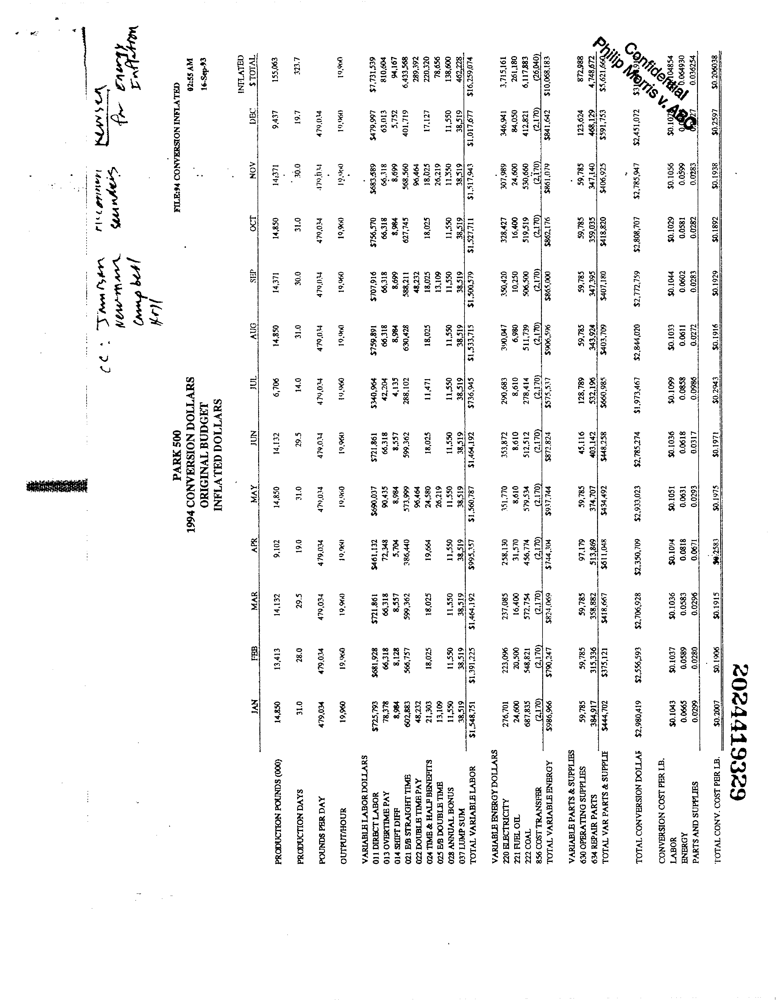 Revised
for Energy
Inflation
cc: Jamison
Newman
Campbell
Holl
Saunders
PARK 500
1994 CONVERSION DOLLARS
ORIGINAL BUDGET
INFLATED DOLLARS
FILE:94 CONVERSION INFLATED
02:55 AM
16-Sep-93
JAN FEB MAR APR MAY JUN JUL AUG SEP OCT NOV DEC INFLATED $ TOTAL
PRODUCTION POUNDS (000) 14,850 13,413 14,132 9,102 14,850 14,132 6,706 14,850 14,371 14,850 14,371 9,437 155,063
PRODUCTION DAYS 31.0 28.0 29.5 19.0 31.0 29.5 14.0 31.0 30.0 31.0 30.0 19.7 323.7
POUNDS PER DAY 479,034 479,034 479,034 479,034 479,034 479,034 479,034 479,034 479,034 479,034 479,034 479,034
OUTPUT/HOUR 19,960 19,960 19,960 19,960 19,960 19,960 19,960 19,960 19,960 19,960 19,960 19,960 19,960
VARIABLE LABOR DOLLARS
011 DIRECT LABOR $725,793 $681,928 $721,861 $461,132 $690,037 $721,861 $340,964 $759,891 $707,916 $756,570 $683,589 $479,997 $7,731,539
013 OVERTIME PAY 78,378 66,318 66,318 72,348 90,435 66,318 42,204 66,318 66,318 66,318 66,318 63,013 810,604
014 SHIFT DIFF 8,984 8,128 8,557 5,704 8,984 8,557 4,135 8,984 8,699 8,984 8,699 5,752 94,167
021 E/B STRAIGHT TIME 602,883 566,757 599,362 386,440 573,999 599,362 288,102 630,428 588,211 627,745 568,560 401,719 6,433,568
022 DOUBLE TIME PAY 48,232 96,464 48,232 96,464 289,392
024 TIME & HALF BENEFITS 21,303 18,025 18,025 19,664 24,580 18,025 11,471 18,025 18,025 18,025 18,025 17,127 220,320
025 E/B DOUBLE TIME 13,109 26,219 13,109 26,219 78,656
028 ANNUAL BONUS 11,550 11,550 11,550 11,550 11,550 11,550 11,550 11,550 11,550 11,550 11,550 11,550 138,600
037 LUMP SUM 38,519 38,519 38,519 38,519 38,519 38,519 38,519 38,519 38,519 38,519 38,519 38,519 462,228
TOTAL VARIABLE LABOR $1,548,751 $1,391,225 $1,464,192 $995,357 $1,560,787 $1,464,192 $736,945 $1,533,715 $1,500,579 $1,527,711 $1,517,943 $1,017,677 $16,259,074
VARIABLE ENERGY DOLLARS
220 ELECTRICITY 276,701 223,096 237,085 258,130 351,770 353,872 290,683 390,047 350,420 328,427 307,989 346,941 3,715,161
221 FUEL OIL 24,600 20,500 16,400 31,570 8,610 8,610 8,610 6,980 10,250 16,400 24,600 84,050 261,180
222 COAL 687,835 548,821 572,754 456,774 579,534 512,512 278,414 511,739 506,500 519,519 530,660 412,821 6,117,883
856 COST TRANSFER (2,170) (2,170) (2,170) (2,170) (2,170) (2,170) (2,170) (2,170) (2,170) (2,170) (2,170) (2,170) (26,040)
TOTAL VARIABLE ENERGY $986,966 $790,247 $824,069 $744,304 $937,744 $872,824 $575,537 $906,596 $865,000 $862,176 $861,079 $841,642 $10,068,183
VARIABLE PARTS & SUPPLIES
630 OPERATING SUPPLIES 59,785 59,785 59,785 97,179 59,785 45,116 128,789 59,785 59,785 59,785 59,785 123,624 872,988
634 REPAIR PARTS 384,917 315,336 358,882 513,869 374,707 403,142 532,196 343,924 347,395 359,035 347,140 468,129 4,748,672
TOTAL VAR PARTS & SUPPLIE $444,702 $375,121 $418,667 $611,048 $434,492 $448,258 $660,985 $403,709 $407,180 $418,820 $406,925 $591,753
TOTAL CONVERSION DOLLAR $2,980,419 $2,556,593 $2,706,928 $2,350,709 $2,933,023 $2,785,274 $1,973,467 $2,844,020 $2,772,759 $2,808,707 $2,785,947 $2,451,072
CONVERSION COST PER LB.
LABOR $0.1043 $0.1037 $0.1036 $0.1094 $0.1051 $0.1036 $0.1099 $0.1033 $0.1044 $0.1029 $0.1056
ENERGY 0.0665 0.0589 0.0583 0.0818 0.0631 0.0618 0.0858 0.0611 0.0602 0.0581 0.0599 0.064930
PARTS AND SUPPLIES 0.0299 0.0280 0.0296 0.0671 0.0293 0.0317 0.0986 0.0272 0.0283 0.0282 0.0283 0.036254
TOTAL CONV. COST PER LB. $0.2007 $0.1906 $0.1915 $0.2583 $0.1975 $0.1971 $0.2943 $0.1916 $0.1929 $0.1892 $0.1938 $0.2597 $0.206038
Confidential
Philip Morris v. ABC
2024419329